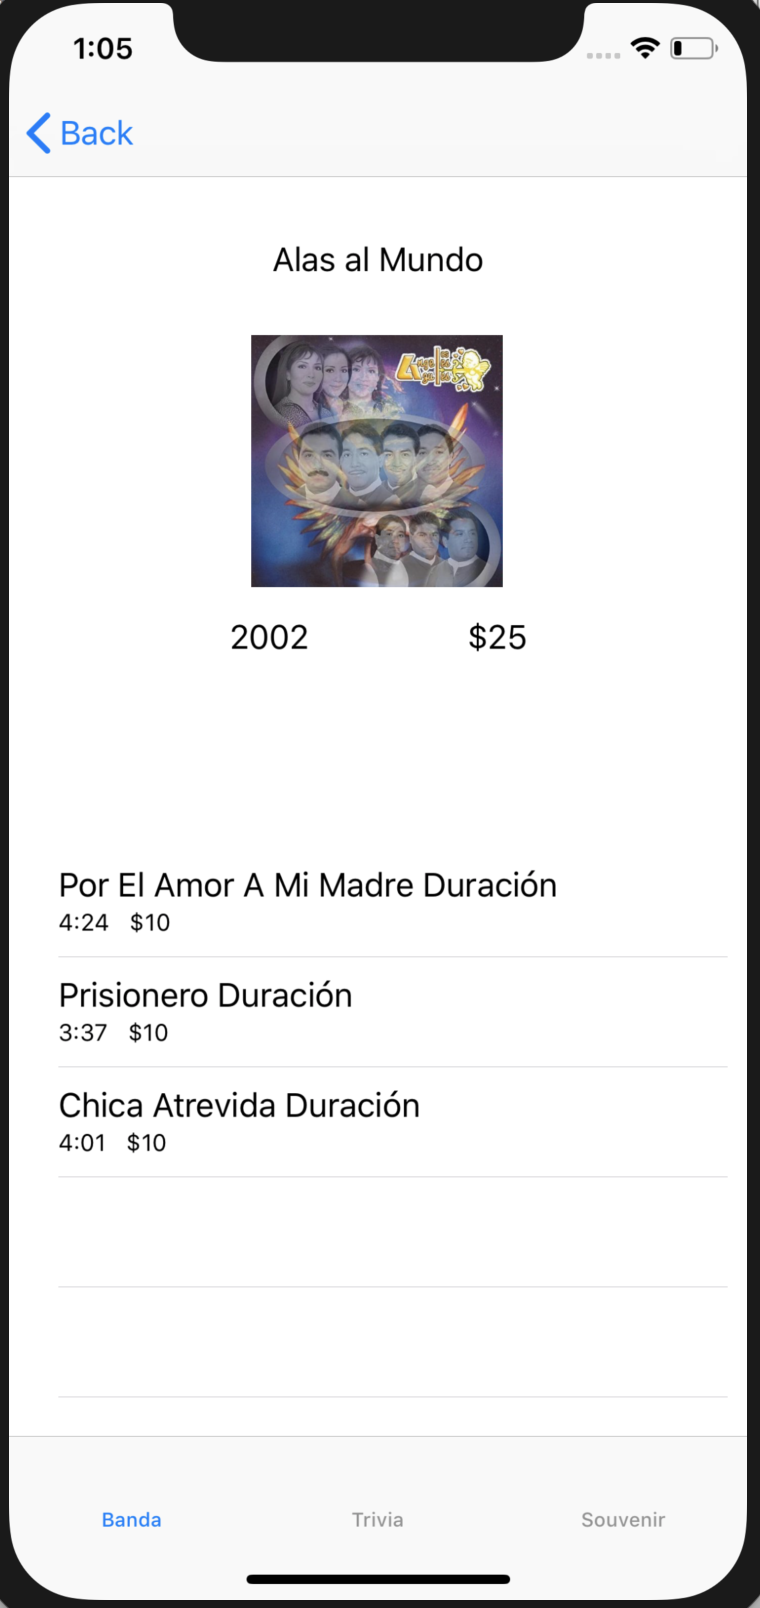 1:05
Back
Alas al Mundo
2002 $25
Por El Amor A Mi Madre Duración
4:24 $10
Prisionero Duración
3:37 $10
Chica Atrevida Duración
4:01 $10
Banda Trivia Souvenir